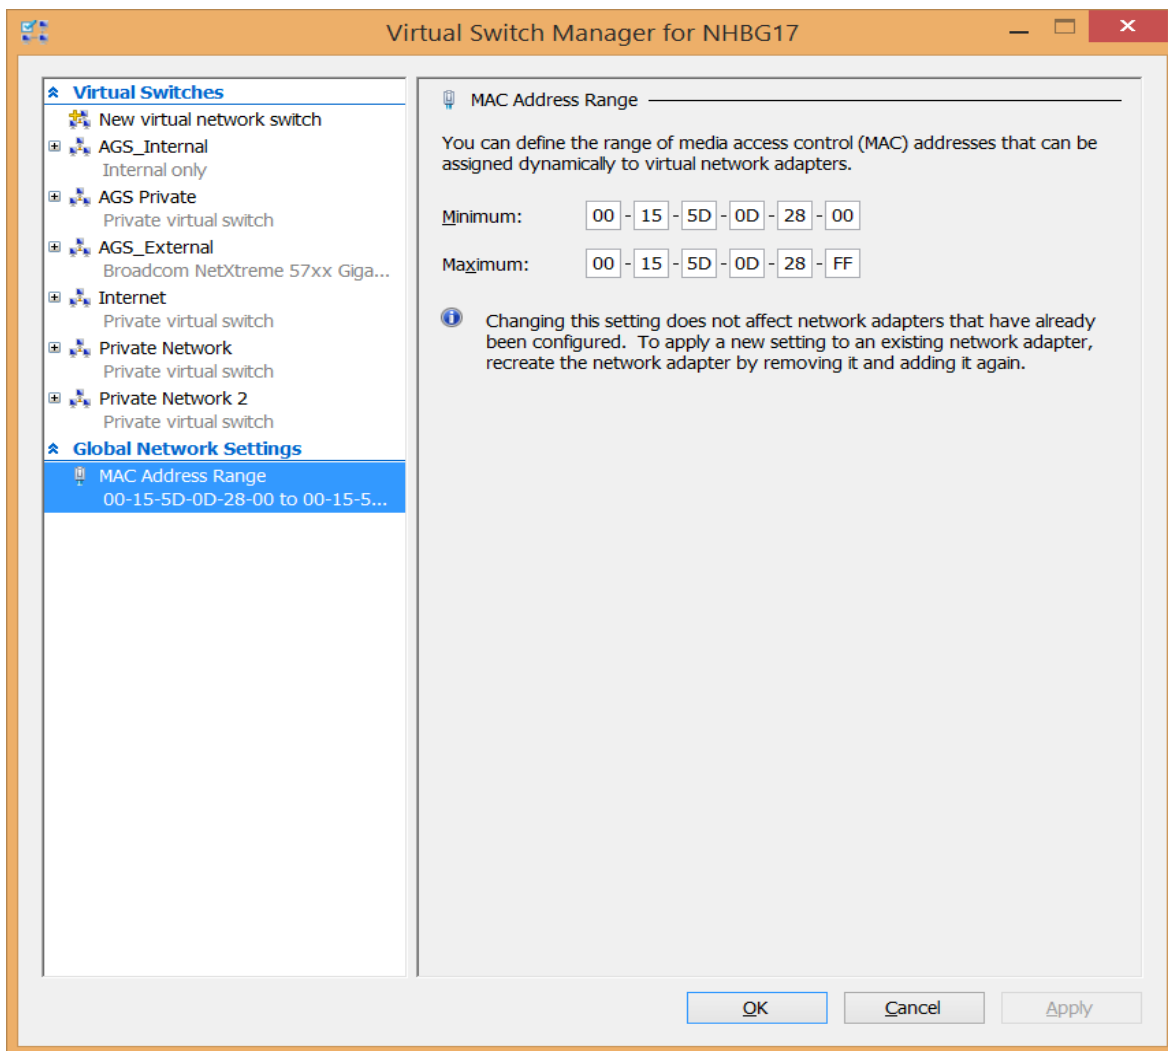 Virtual Switch Manager for NHBG17
Virtual Switches
New virtual network switch
AGS_Internal
Internal only
AGS Private
Private virtual switch
AGS_External
Broadcom NetXtreme 57xx Giga...
Internet
Private virtual switch
Private Network
Private virtual switch
Private Network 2
Private virtual switch
Global Network Settings
MAC Address Range
00-15-5D-0D-28-00 to 00-15-5...
MAC Address Range
You can define the range of media access control (MAC) addresses that can be
assigned dynamically to virtual network adapters.
Minimum: 00 - 15 - 5D - 0D - 28 - 00
Maximum: 00 - 15 - 5D - 0D - 28 - FF
Changing this setting does not affect network adapters that have already
been configured. To apply a new setting to an existing network adapter,
recreate the network adapter by removing it and adding it again.
OK Cancel Apply